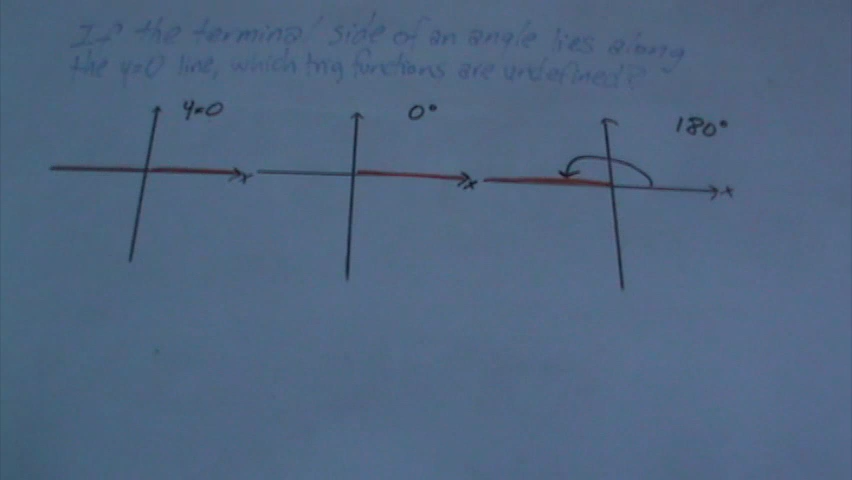 If the terminal side of an angle lies along
the y=0 line, which trig functions are undefined?
y=0 0° 180°
x x x